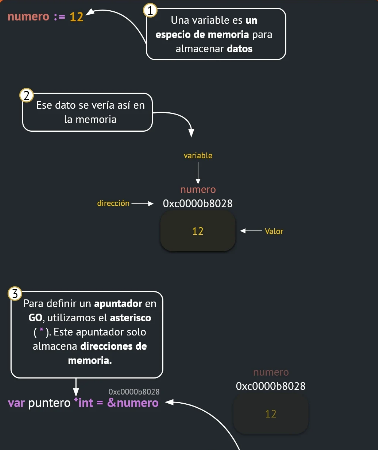 numero := 12
1
Una variable es un
especio de memoria para
almacenar datos
2
Ese dato se vería así en
la memoria
variable
numero
dirección
0xc0000b8028
12
Valor
3
Para definir un apuntador en
GO, utilizamos el asterisco
( * ). Este apuntador solo
almacena direcciones de
memoria.
0xc0000b8028
var puntero *int = &numero
numero
0xc0000b8028
12